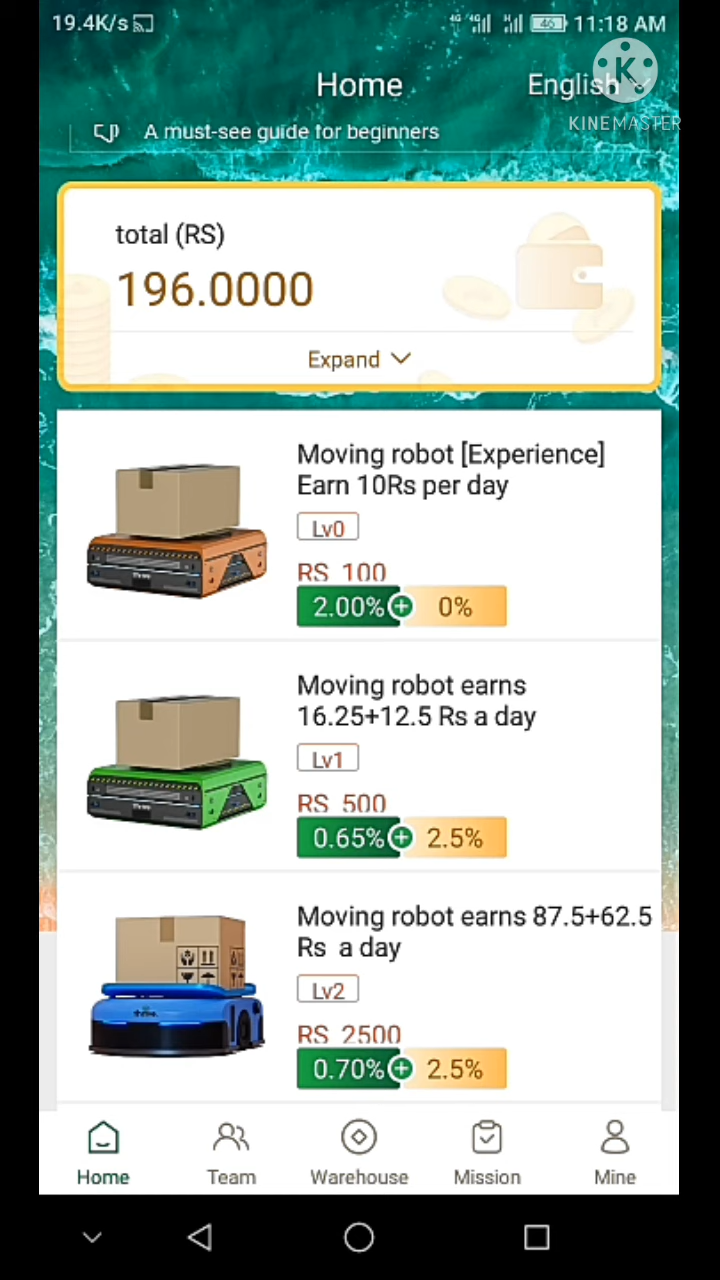 19.4K/s 46 11:18 AM
Home English
KINEMASTER
A must-see guide for beginners
total (RS)
196.0000
Expand
Moving robot [Experience]
Earn 10Rs per day
Lv0
RS 100
2.00% + 0%
Moving robot earns
16.25+12.5 Rs a day
Lv1
RS 500
0.65% + 2.5%
Moving robot earns 87.5+62.5
Rs a day
Lv2
RS 2500
0.70% + 2.5%
Home Team Warehouse Mission Mine